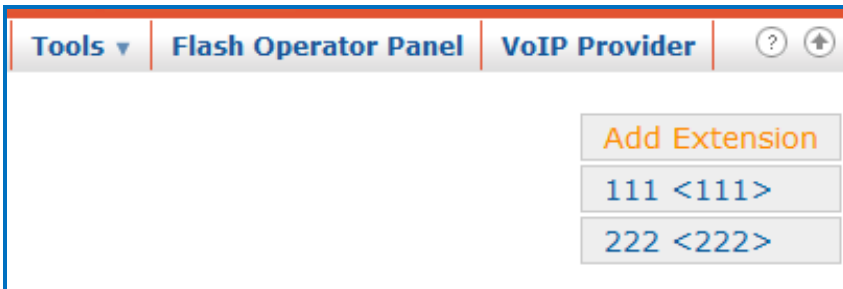 Tools ▼ Flash Operator Panel VoIP Provider ?
Add Extension
111 <111>
222 <222>